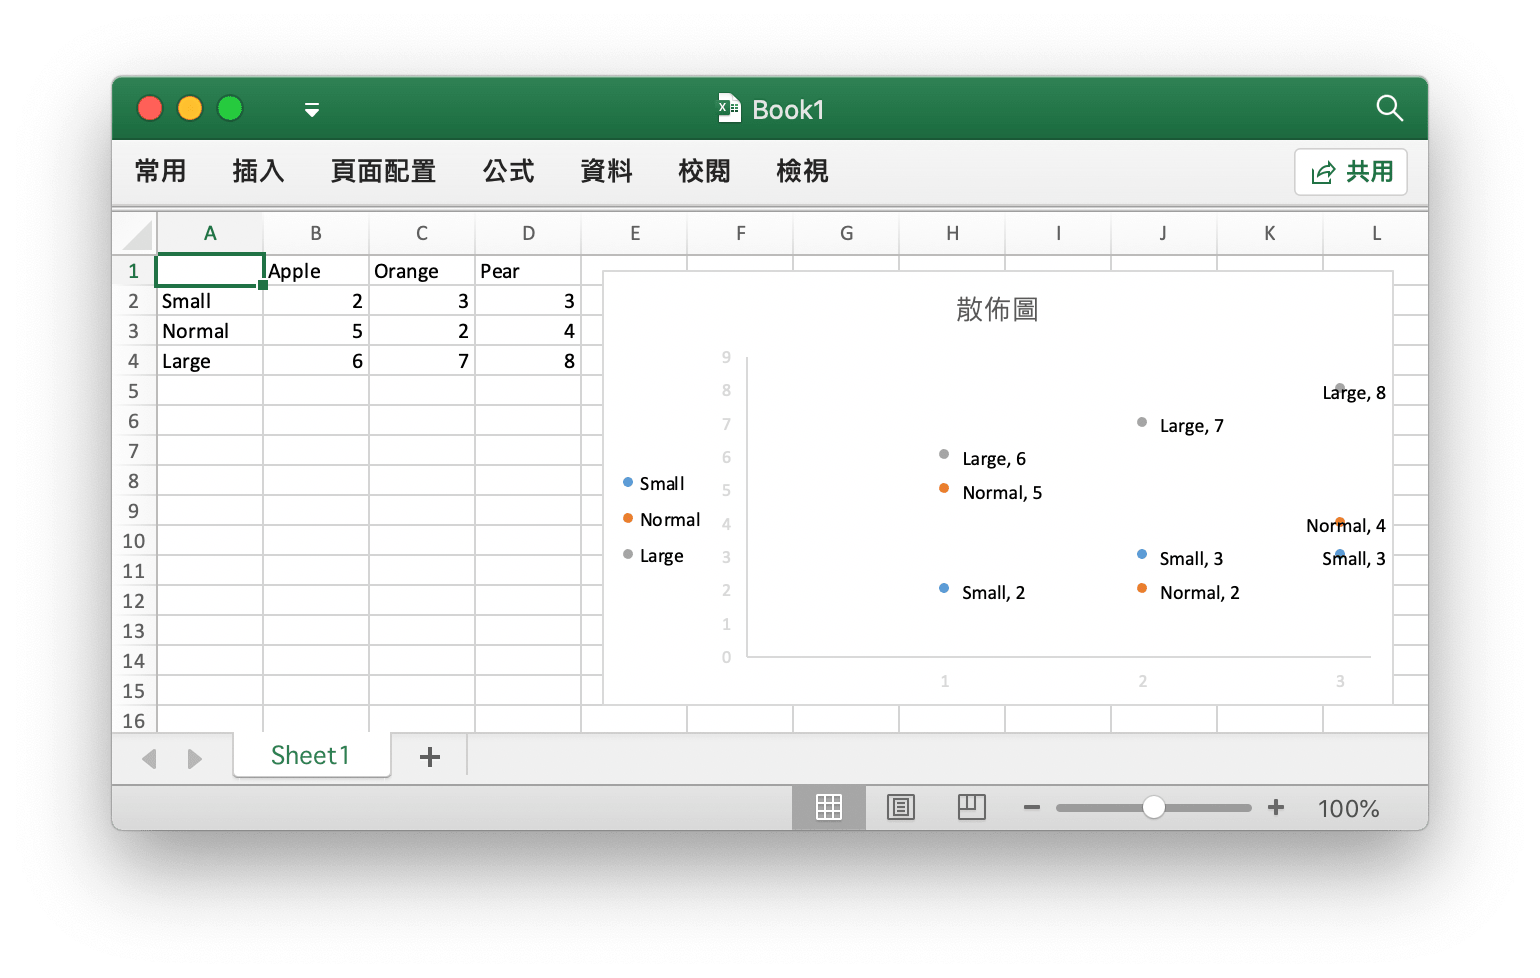 Book1
常用 插入 頁面配置 公式 資料 校閱 檢視 共用
A B C D E F G H I J K L
1 Apple Orange Pear
2 Small 2 3 3
3 Normal 5 2 4
4 Large 6 7 8
5
6
7
8
9
10
11
12
13
14
15
16
散佈圖
9
8
7
6
5
4
3
2
1
0
1 2 3
Small
Normal
Large
Large, 8
Large, 7
Large, 6
Normal, 5
Normal, 4
Small, 3
Small, 3
Small, 2
Normal, 2
Sheet1
100%